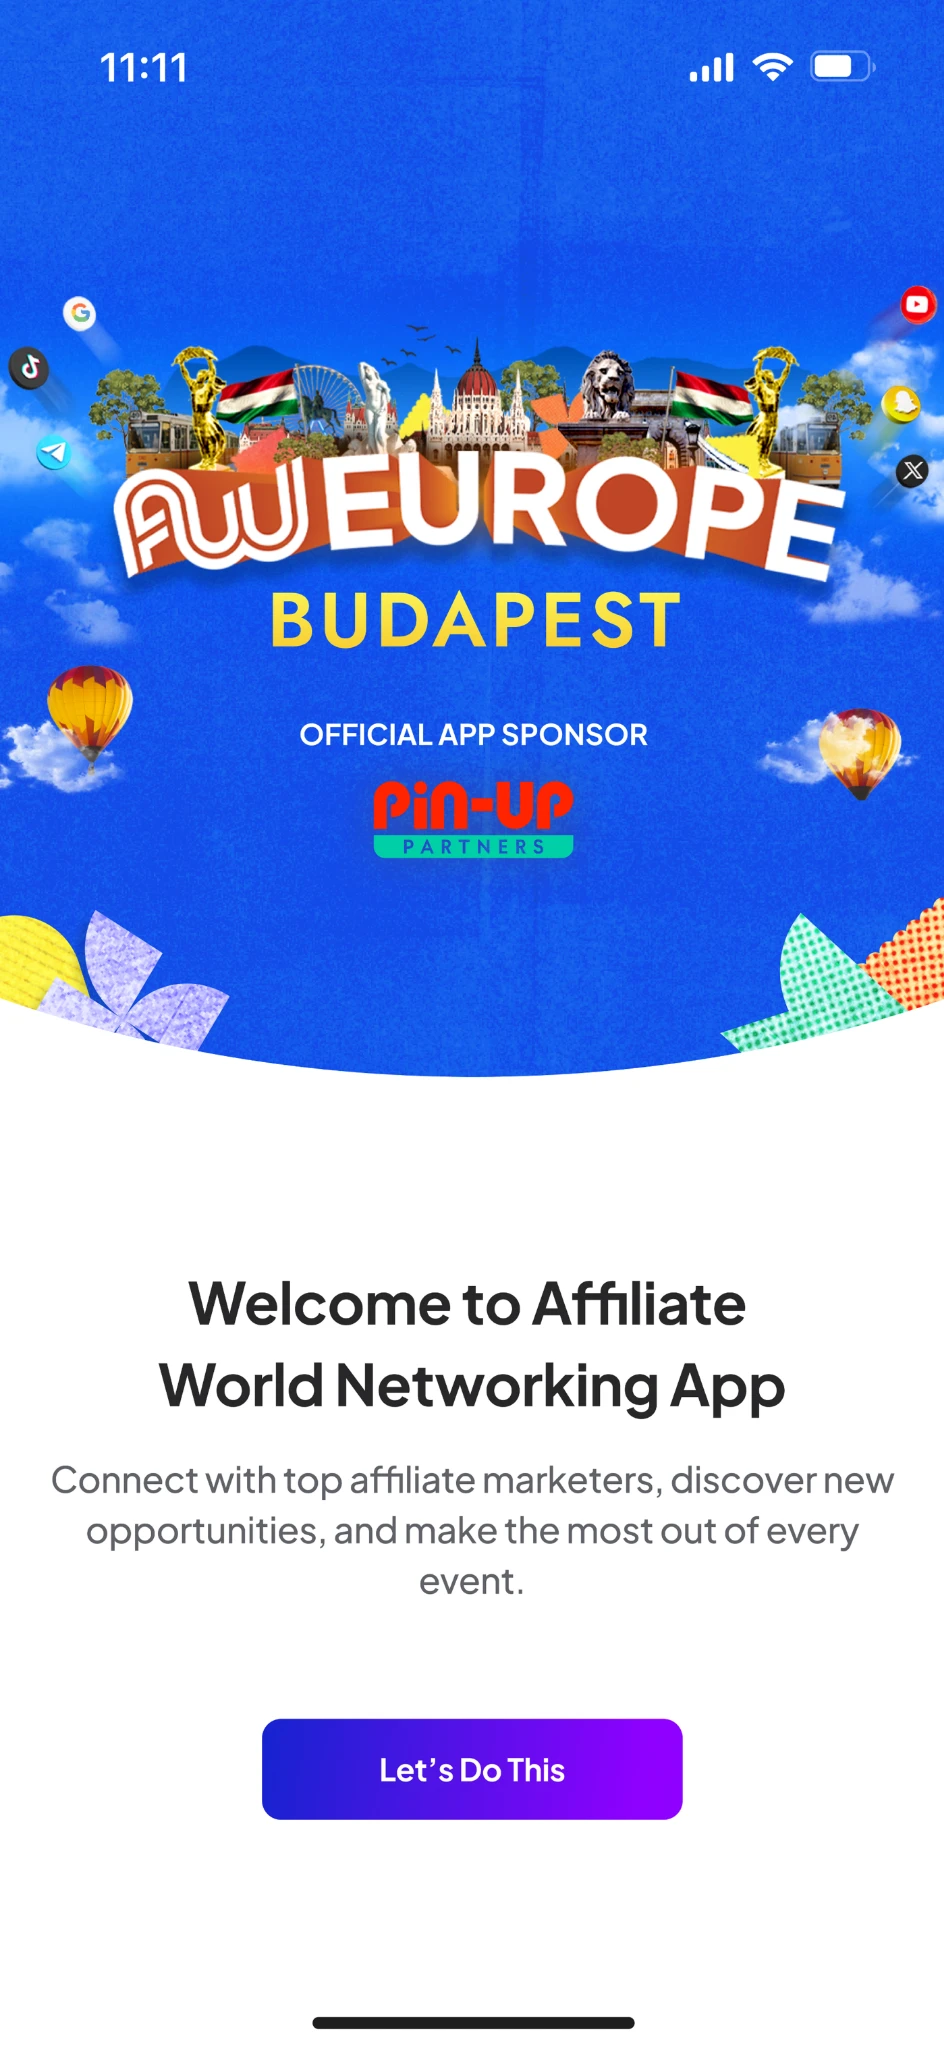 11:11
AW EUROPE
BUDAPEST
OFFICIAL APP SPONSOR
PiN-UP
PARTNERS
Welcome to Affiliate
World Networking App
Connect with top affiliate marketers, discover new
opportunities, and make the most out of every
event.
Let’s Do This